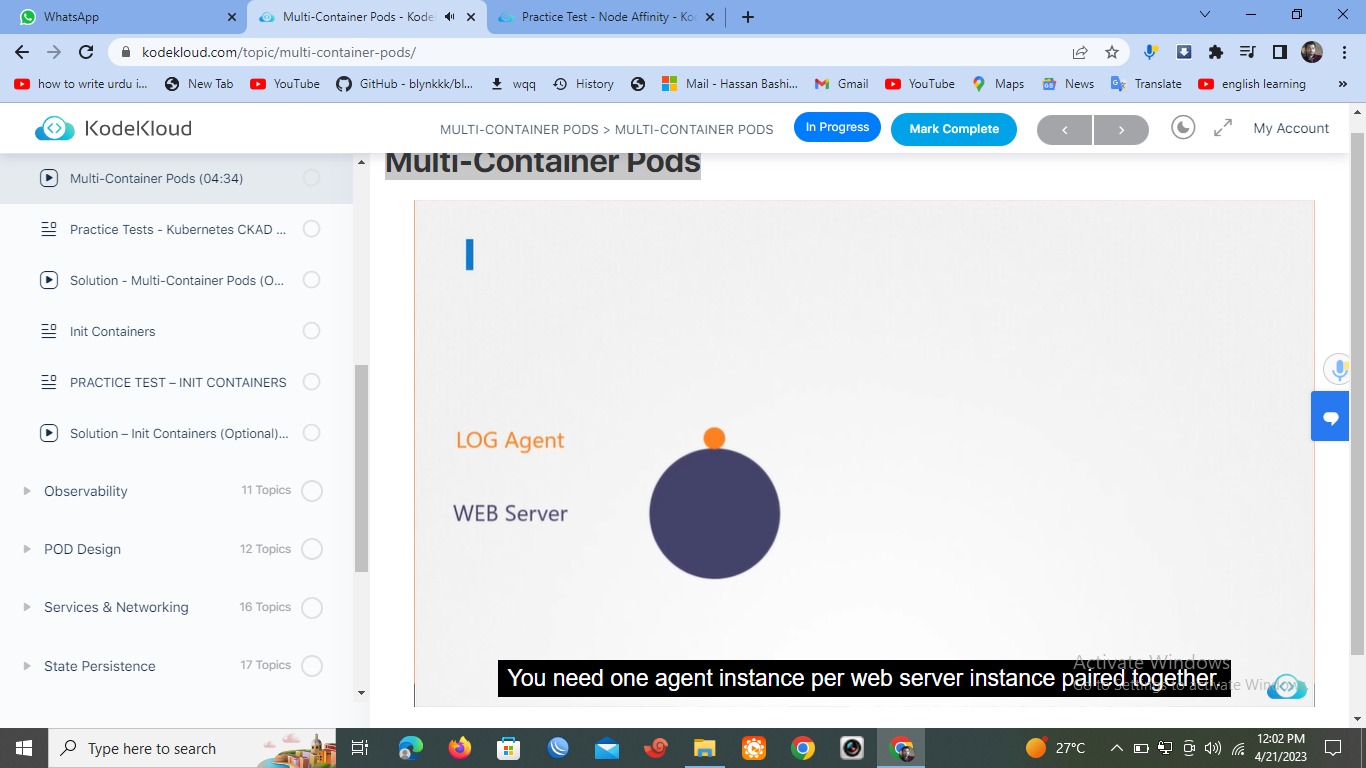 WhatsApp
Multi-Container Pods - Kodel
Practice Test - Node Affinity - Ko
kodekloud.com/topic/multi-container-pods/
how to write urdu i...
New Tab
YouTube
GitHub - blynkkk/bl...
wqq
History
Mail - Hassan Bashi...
Gmail
YouTube
Maps
News
Translate
english learning
KodeKloud
MULTI-CONTAINER PODS > MULTI-CONTAINER PODS
In Progress
Mark Complete
My Account
Multi-Container Pods (04:34)
Practice Tests - Kubernetes CKAD ...
Solution - Multi-Container Pods (O...
Init Containers
PRACTICE TEST – INIT CONTAINERS
Solution – Init Containers (Optional)...
Observability 11 Topics
POD Design 12 Topics
Services & Networking 16 Topics
State Persistence 17 Topics
Multi-Container Pods
LOG Agent
WEB Server
You need one agent instance per web server instance paired together.
Activate Windows
Go to Settings to activate Windows.
Type here to search
27°C
12:02 PM
4/21/2023